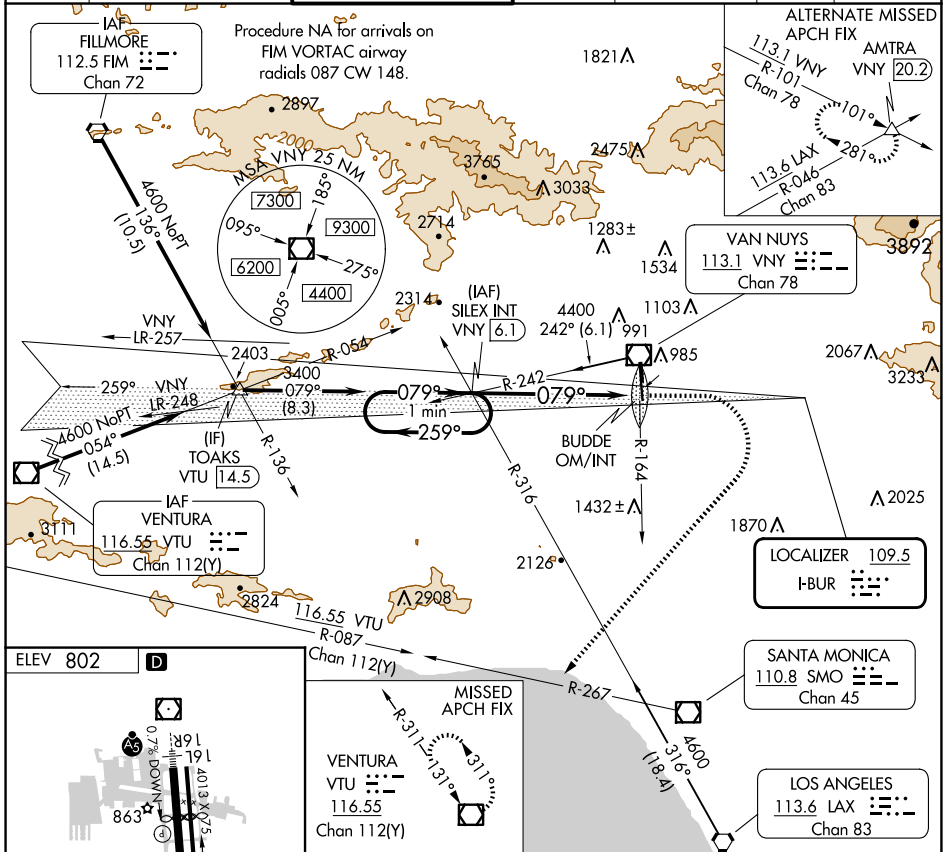 IAF
FILLMORE
112.5 FIM
Chan 72
Procedure NA for arrivals on
FIM VORTAC airway
radials 087 CW 148.
ALTERNATE MISSED
APCH FIX
113.1 VNY
R-101
Chan 78
AMTRA
VNY 20.2
101°
281°
113.6 LAX
R-046
Chan 83
1821
2897
2000
2475
3765
3033
2714
1283±
1534
3892
MSA VNY 25 NM
7300
185°
095°
9300
6200
275°
4400
005°
4600 NoPT
136°
(10.5)
VAN NUYS
113.1 VNY
Chan 78
2314
(IAF)
SILEX INT
VNY 6.1
4400
242° (6.1)
1103
991
985
2067
3233
VNY
LR-257
2403
R-054
3400
079°
(8.3)
079°
R-242
079°
259°
VNY
LR-248
1 min
259°
4600 NoPT
054°
(14.5)
(IF)
TOAKS
VTU 14.5
R-136
BUDDE
OM/INT
R-164
R-316
1432±
2025
1870
IAF
VENTURA
116.55 VTU
Chan 112(Y)
3111
LOCALIZER 109.5
I-BUR
2126
2824
2908
116.55 VTU
R-087
Chan 112(Y)
R-267
SANTA MONICA
110.8 SMO
Chan 45
4600
316°
(18.4)
LOS ANGELES
113.6 LAX
Chan 83
ELEV 802
D
A5
16R
16L
0.7% DOWN
4013 X 75
863
P
MISSED
APCH FIX
R-311
131°
311°
VENTURA
VTU
116.55
Chan 112(Y)